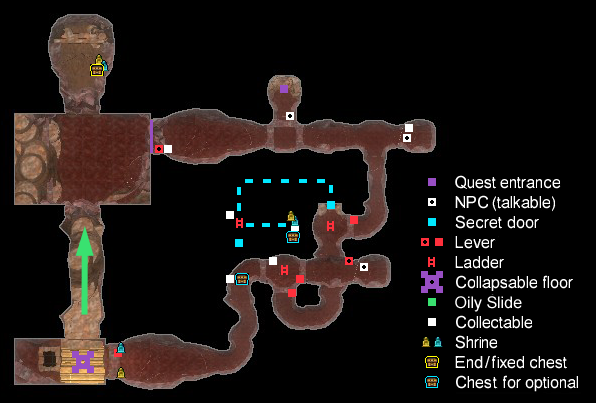 Quest entrance
NPC (talkable)
Secret door
Lever
Ladder
Collapsable floor
Oily Slide
Collectable
Shrine
End/fixed chest
Chest for optional